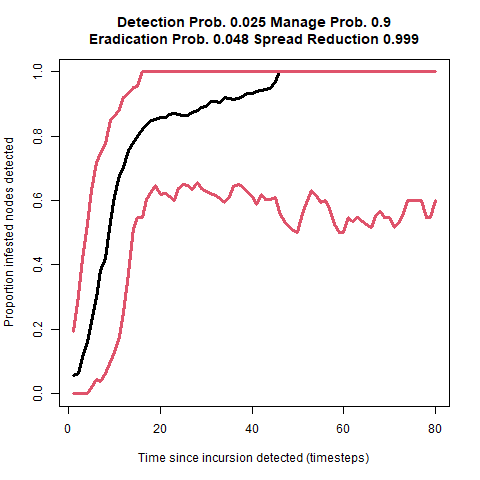 Detection Prob. 0.025 Manage Prob. 0.9
Eradication Prob. 0.048 Spread Reduction 0.999
Proportion infested nodes detected
1.0
0.8
0.6
0.4
0.2
0.0
0 20 40 60 80
Time since incursion detected (timesteps)